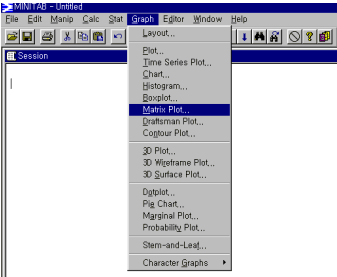 MINITAB - Untitled
File Edit Manip Calc Stat Graph Editor Window Help
Session
Layout...
Plot...
Time Series Plot...
Chart...
Histogram...
Boxplot...
Matrix Plot...
Draftsman Plot...
Contour Plot...
3D Plot...
3D Wireframe Plot...
3D Surface Plot...
Dotplot...
Pie Chart...
Marginal Plot...
Probability Plot...
Stem-and-Leaf...
Character Graphs